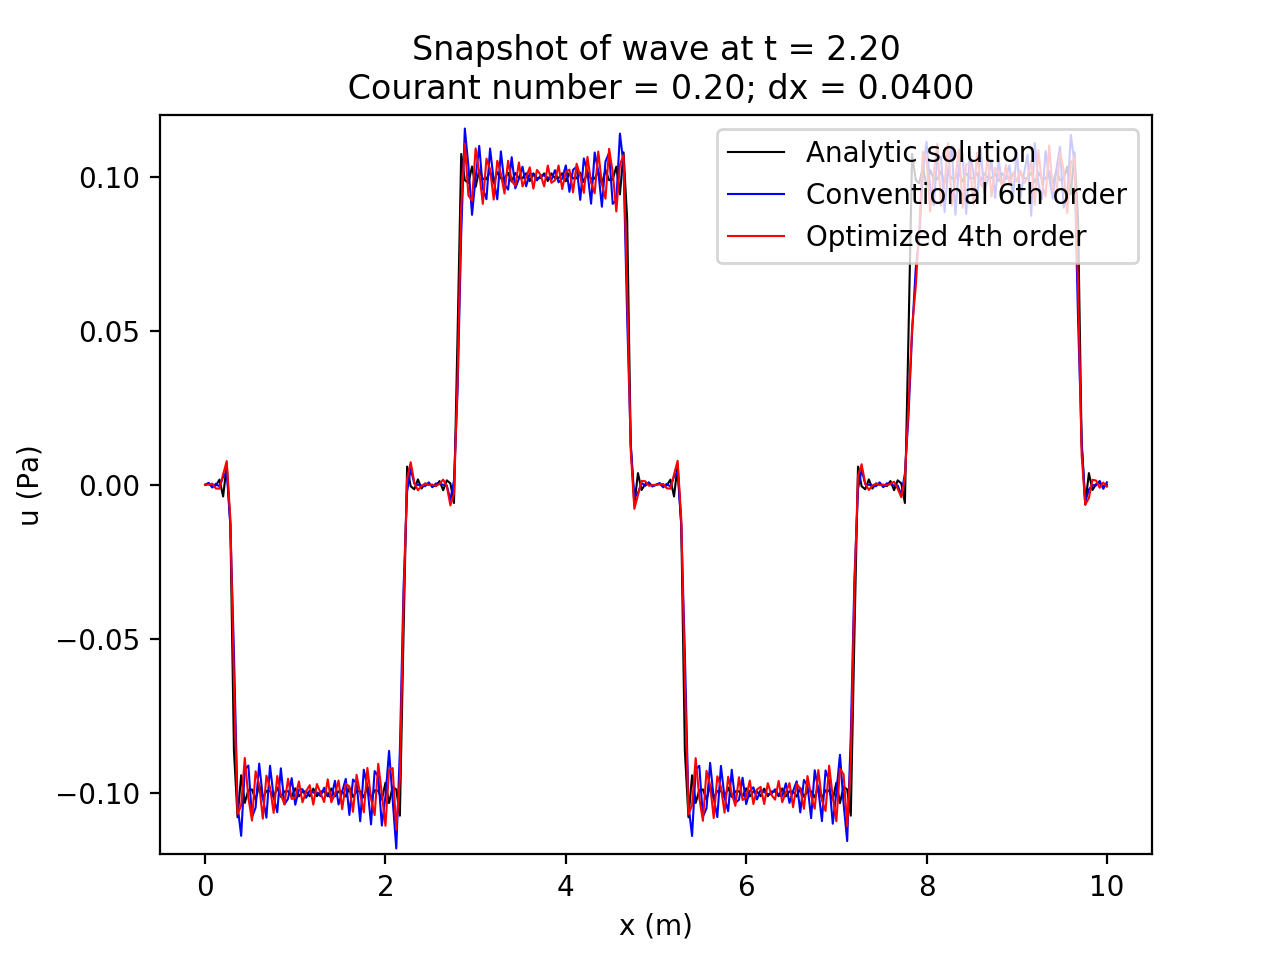 Snapshot of wave at t = 2.20
Courant number = 0.20; dx = 0.0400
Analytic solution
Conventional 6th order
Optimized 4th order
0.10
0.05
0.00
−0.05
−0.10
u (Pa)
0 2 4 6 8 10
x (m)